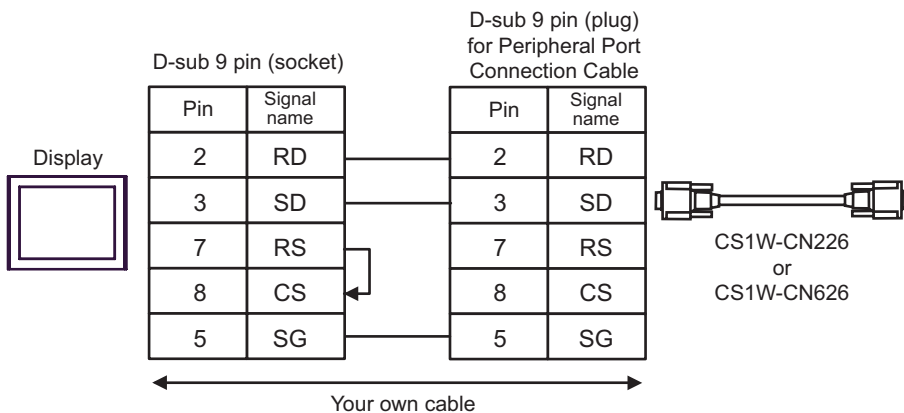 D-sub 9 pin (plug)
for Peripheral Port
Connection Cable
D-sub 9 pin (socket)
Display
Pin Signal name
2 RD
3 SD
7 RS
8 CS
5 SG
Pin Signal name
2 RD
3 SD
7 RS
8 CS
5 SG
CS1W-CN226
or
CS1W-CN626
Your own cable